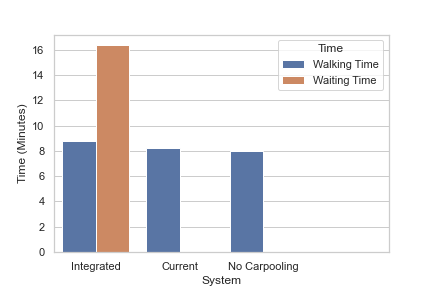 Time
Walking Time
Waiting Time
16
14
12
10
8
6
4
2
0
Time (Minutes)
Integrated Current No Carpooling
System